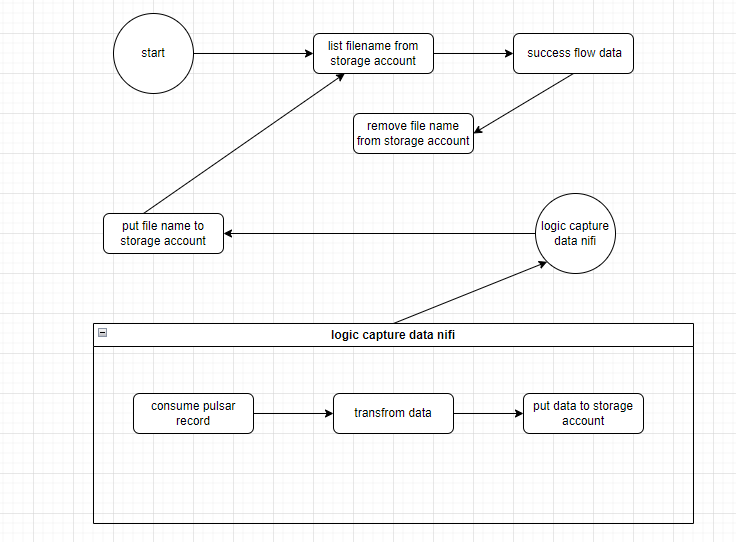 start
list filename from
storage account
success flow data
remove file name
from storage account
put file name to
storage account
logic capture
data nifi
logic capture data nifi
consume pulsar
record
transfrom data
put data to storage
account